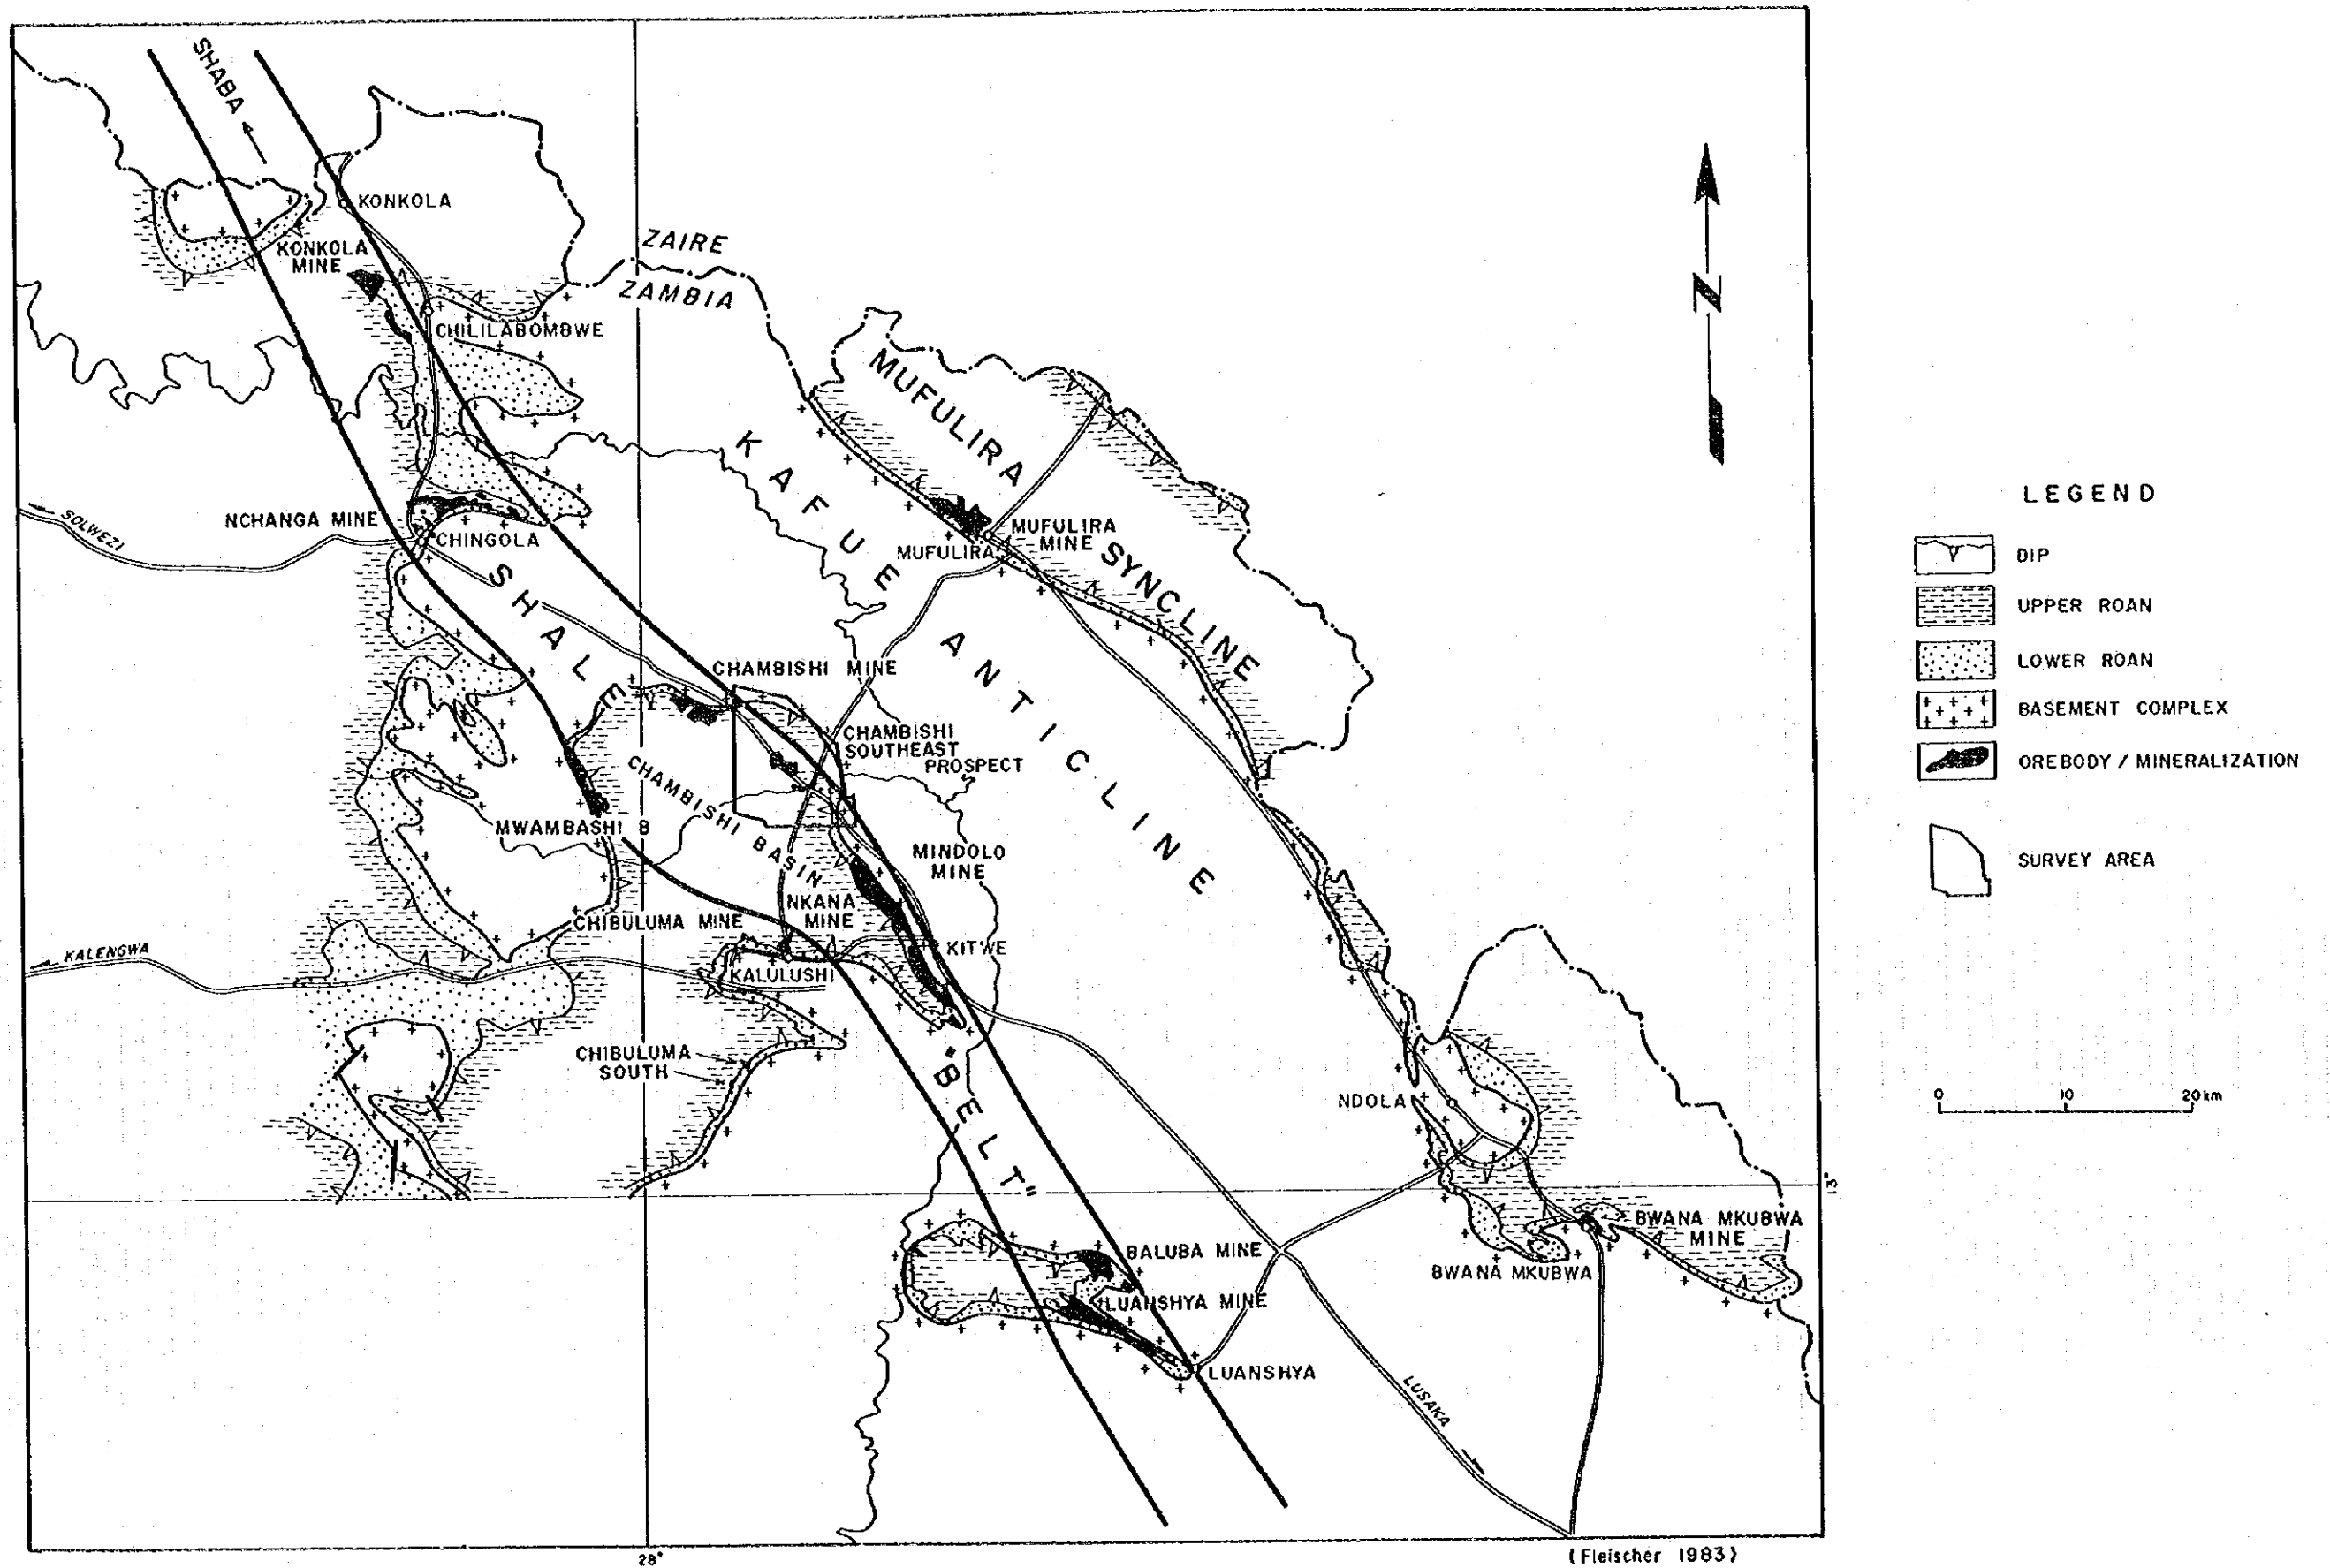 SHABA
KONKOLA
KONKOLA
MINE
ZAIRE
ZAMBIA
CHILILABOMBWE
MUFULIRA
SYNCLINE
KAFUE
ANTICLINE
NCHANGA MINE
SOLWEZI
CHINGOLA
MUFULIRA
MINE
MUFULIRA
SHALE
"BELT"
CHAMBISHI MINE
CHAMBISHI
SOUTHEAST
PROSPECT
CHAMBISHI BASIN
MWAMBASHI B
MINDOLO
MINE
NKANA
MINE
CHIBULUMA MINE
KITWE
KALENGWA
KALULUSHI
CHIBULUMA
SOUTH
NDOLA
BWANA MKUBWA
MINE
BWANA MKUBWA
BALUBA MINE
LUANSHYA MINE
LUANSHYA
LUSAKA
13°
28°
N
LEGEND
DIP
UPPER ROAN
LOWER ROAN
BASEMENT COMPLEX
OREBODY / MINERALIZATION
SURVEY AREA
0 10 20km
(Fleischer 1983)